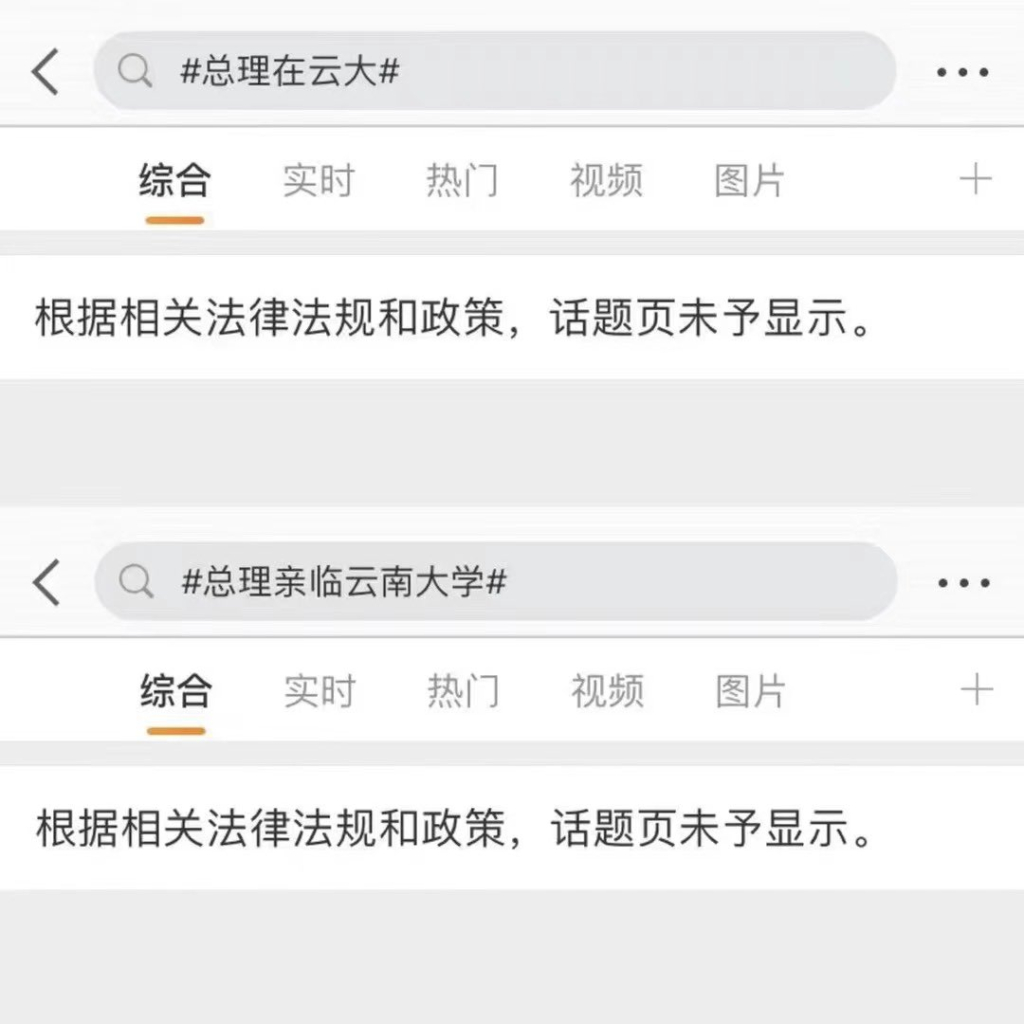 #总理在云大#
综合 实时 热门 视频 图片
根据相关法律法规和政策，话题页未予显示。
#总理亲临云南大学#
综合 实时 热门 视频 图片
根据相关法律法规和政策，话题页未予显示。